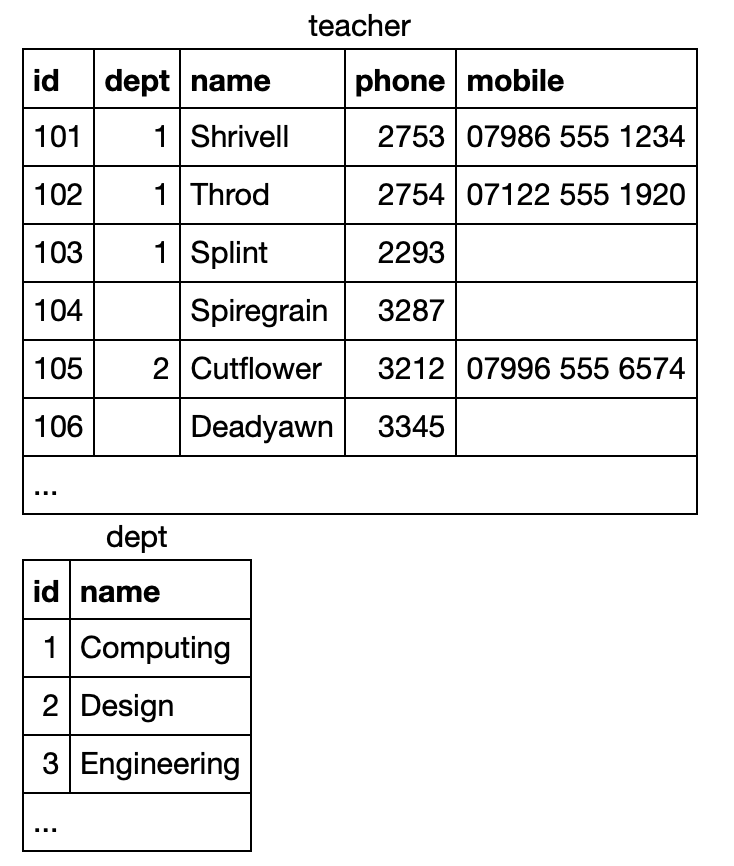 teacher
id dept name phone mobile
101 1 Shrivell 2753 07986 555 1234
102 1 Throd 2754 07122 555 1920
103 1 Splint 2293
104 Spiregrain 3287
105 2 Cutflower 3212 07996 555 6574
106 Deadyawn 3345
...
dept
id name
1 Computing
2 Design
3 Engineering
...